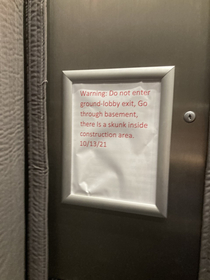 Warning: Do not enter
ground-lobby exit, Go
through basement,
there is a skunk inside
construction area.
10/13/21